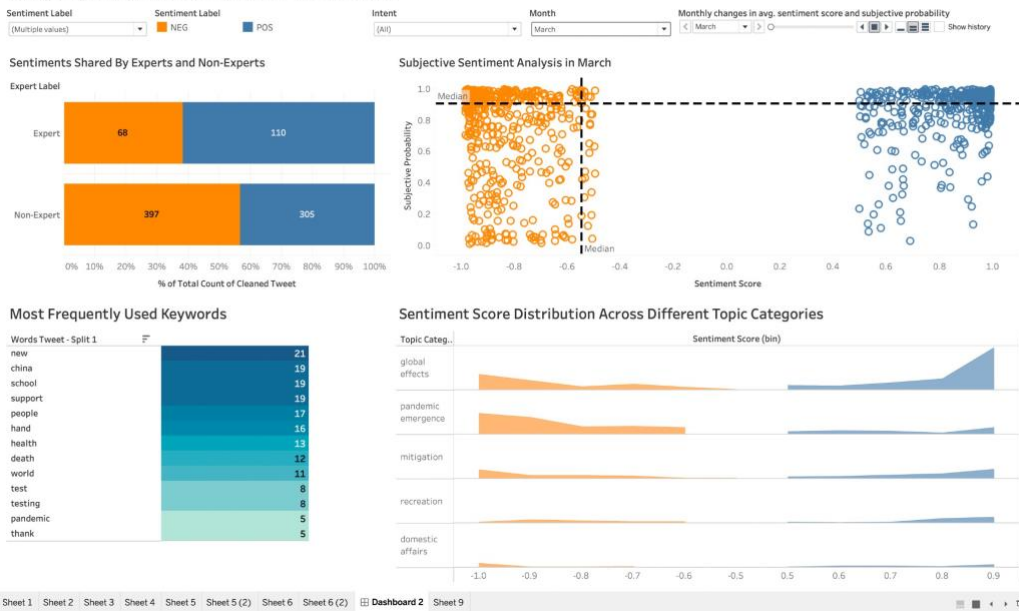 Sentiment Label
(Multiple values)
Sentiment Label
NEG
POS
Intent
(All)
Month
March
Monthly changes in avg. sentiment score and subjective probability
March
Show history
Sentiments Shared By Experts and Non-Experts
Expert Label
Expert
68
110
Non-Expert
397
305
0% 10% 20% 30% 40% 50% 60% 70% 80% 90% 100%
% of Total Count of Cleaned Tweet
Subjective Sentiment Analysis in March
Subjective Probability
1.0
0.8
0.6
0.4
0.2
0.0
Median
Median
-1.0 -0.8 -0.6 -0.4 -0.2 0.0 0.2 0.4 0.6 0.8 1.0
Sentiment Score
Most Frequently Used Keywords
Words Tweet - Split 1
new 21
china 19
school 19
support 19
people 17
hand 16
health 13
death 12
world 11
test 8
testing 8
pandemic 5
thank 5
Sentiment Score Distribution Across Different Topic Categories
Topic Categ.. Sentiment Score (bin)
global
effects
pandemic
emergence
mitigation
recreation
domestic
affairs
-1.0 -0.9 -0.8 -0.7 -0.6 -0.5 0.5 0.6 0.7 0.8 0.9
Sheet 1 Sheet 2 Sheet 3 Sheet 4 Sheet 5 Sheet 5 (2) Sheet 6 Sheet 6 (2) Dashboard 2 Sheet 9